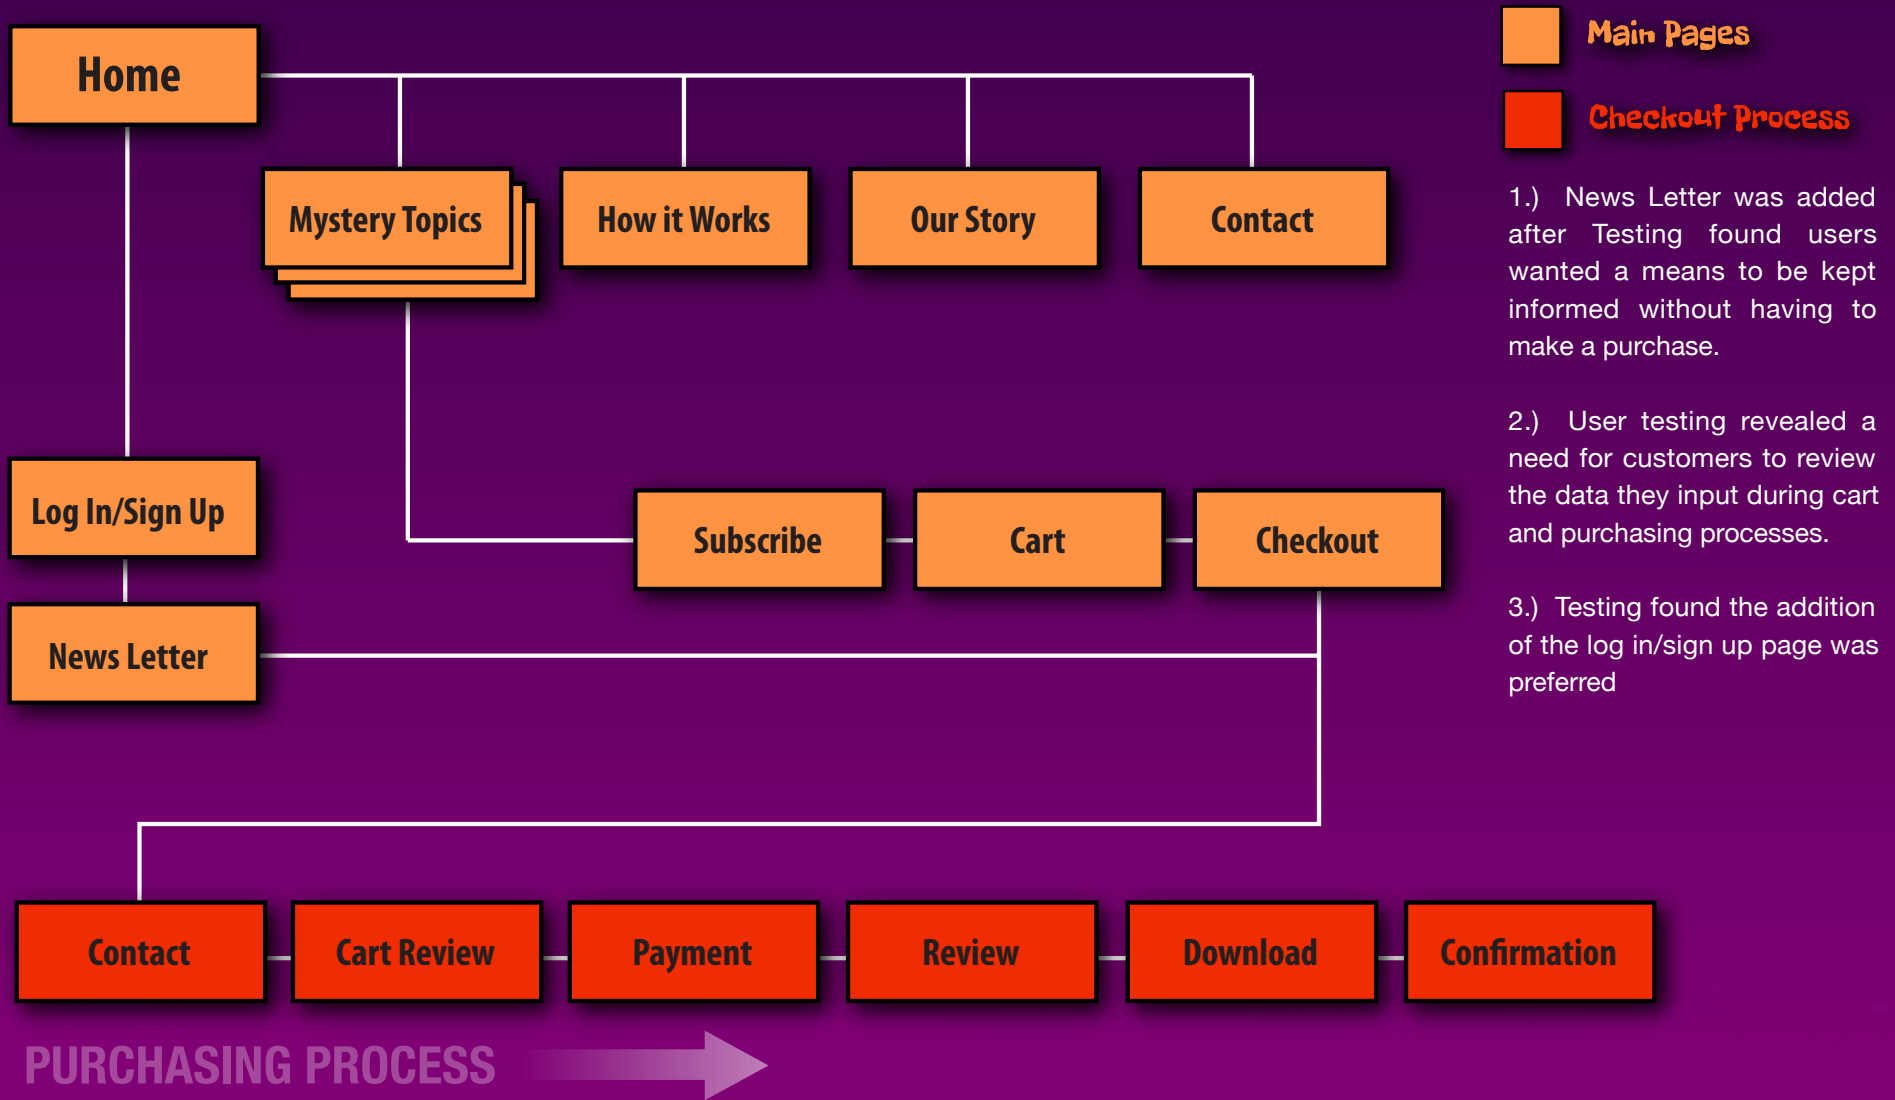 Home
Mystery Topics
How it Works
Our Story
Contact
Log In/Sign Up
News Letter
Subscribe
Cart
Checkout
Main Pages
Checkout Process
1.) News Letter was added
after Testing found users
wanted a means to be kept
informed without having to
make a purchase.
2.) User testing revealed a
need for customers to review
the data they input during cart
and purchasing processes.
3.) Testing found the addition
of the log in/sign up page was
preferred
Contact
Cart Review
Payment
Review
Download
Confirmation
PURCHASING PROCESS